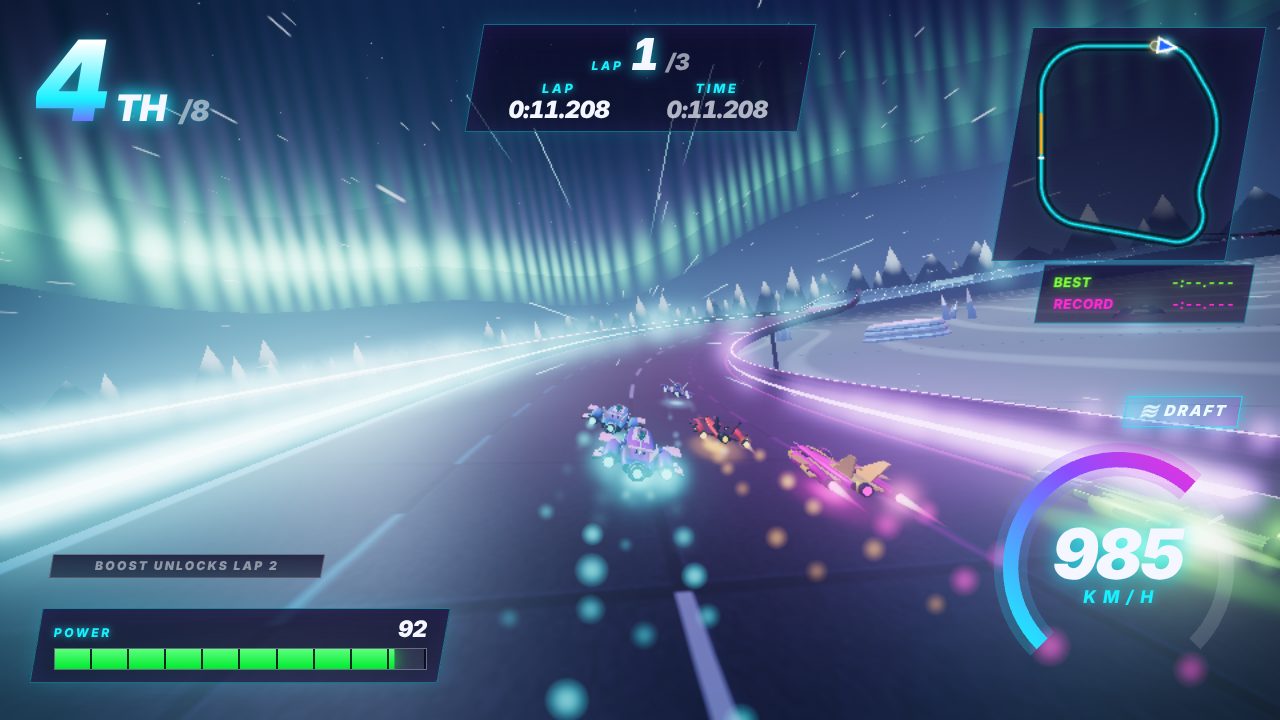 4TH /8
LAP 1 /3
LAP TIME
0:11.208 0:11.208
BEST -:--.---
RECORD -:--.---
DRAFT
985
KM/H
BOOST UNLOCKS LAP 2
POWER 92